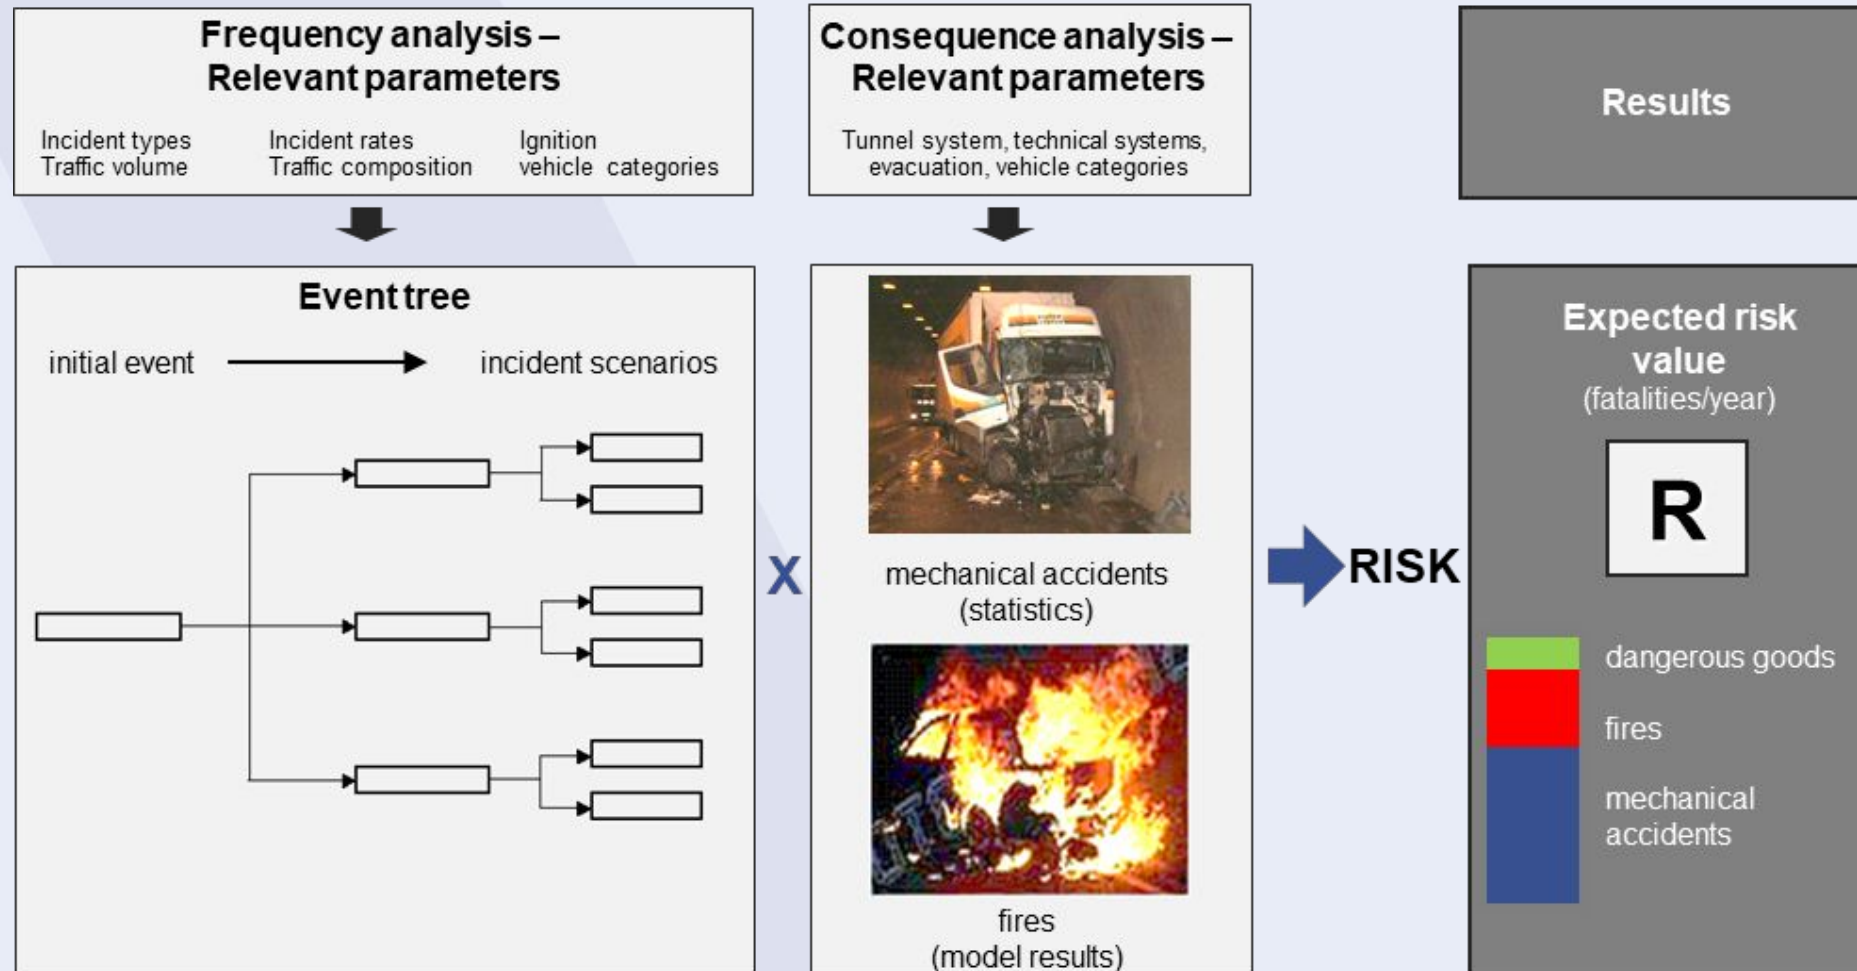 Frequency analysis –
Relevant parameters
Incident types
Traffic volume
Incident rates
Traffic composition
Ignition
vehicle categories
Consequence analysis –
Relevant parameters
Tunnel system, technical systems,
evacuation, vehicle categories
Results
Event tree
initial event
incident scenarios
X
mechanical accidents
(statistics)
fires
(model results)
RISK
Expected risk
value
(fatalities/year)
R
dangerous goods
fires
mechanical
accidents